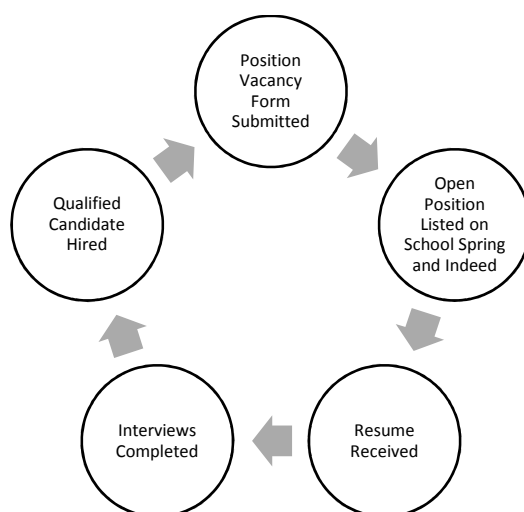 Position
Vacancy
Form
Submitted
Open
Position
Listed on
School Spring
and Indeed
Resume
Received
Interviews
Completed
Qualified
Candidate
Hired